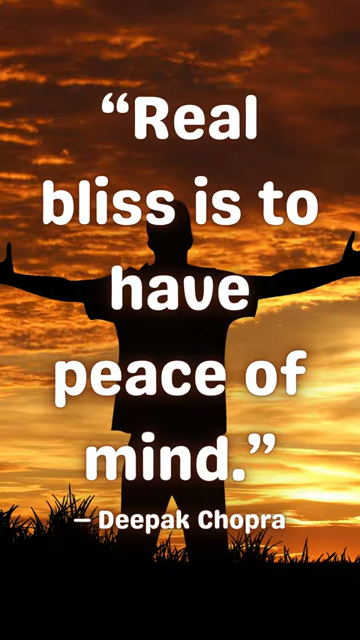 “Real
bliss is to
have
peace of
mind.”
– Deepak Chopra